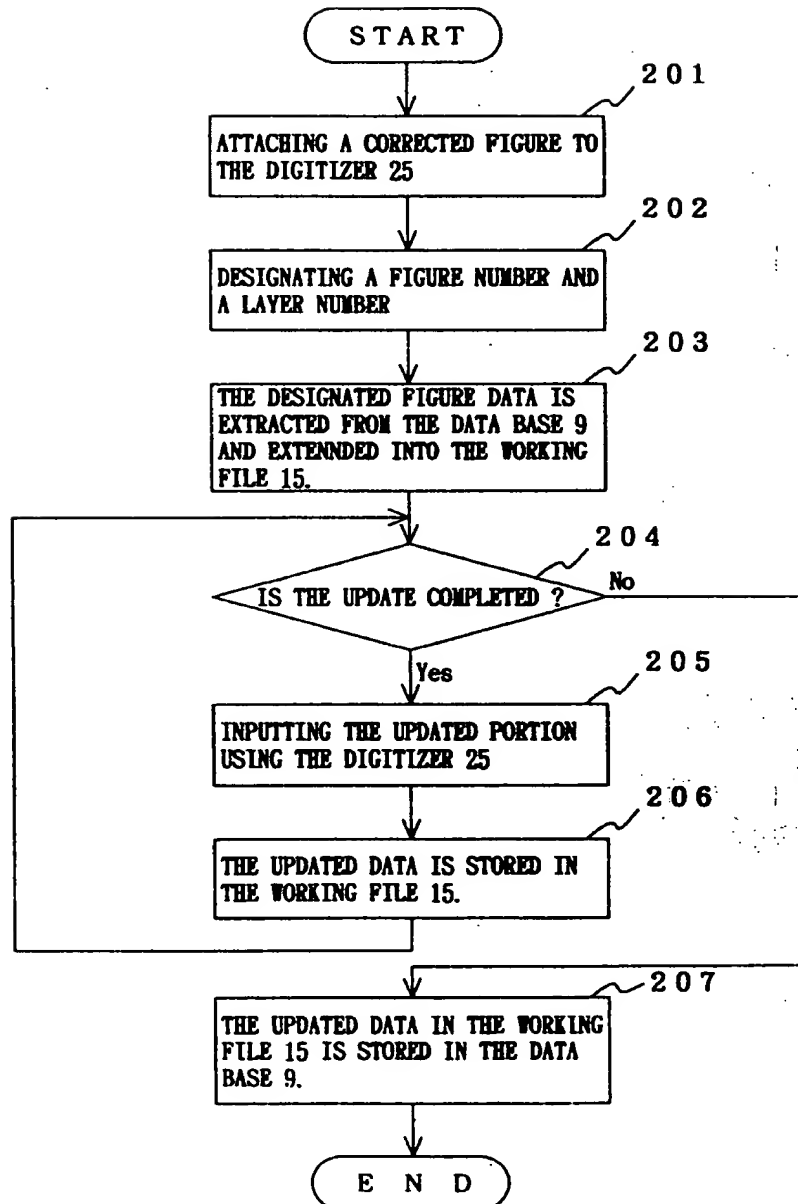 START
201
ATTACHING A CORRECTED FIGURE TO
THE DIGITIZER 25
202
DESIGNATING A FIGURE NUMBER AND
A LAYER NUMBER
203
THE DESIGNATED FIGURE DATA IS
EXTRACTED FROM THE DATA BASE 9
AND EXTENNDED INTO THE WORKING
FILE 15.
204
IS THE UPDATE COMPLETED ?
No
Yes
205
INPUTTING THE UPDATED PORTION
USING THE DIGITIZER 25
206
THE UPDATED DATA IS STORED IN
THE WORKING FILE 15.
207
THE UPDATED DATA IN THE WORKING
FILE 15 IS STORED IN THE DATA
BASE 9.
END